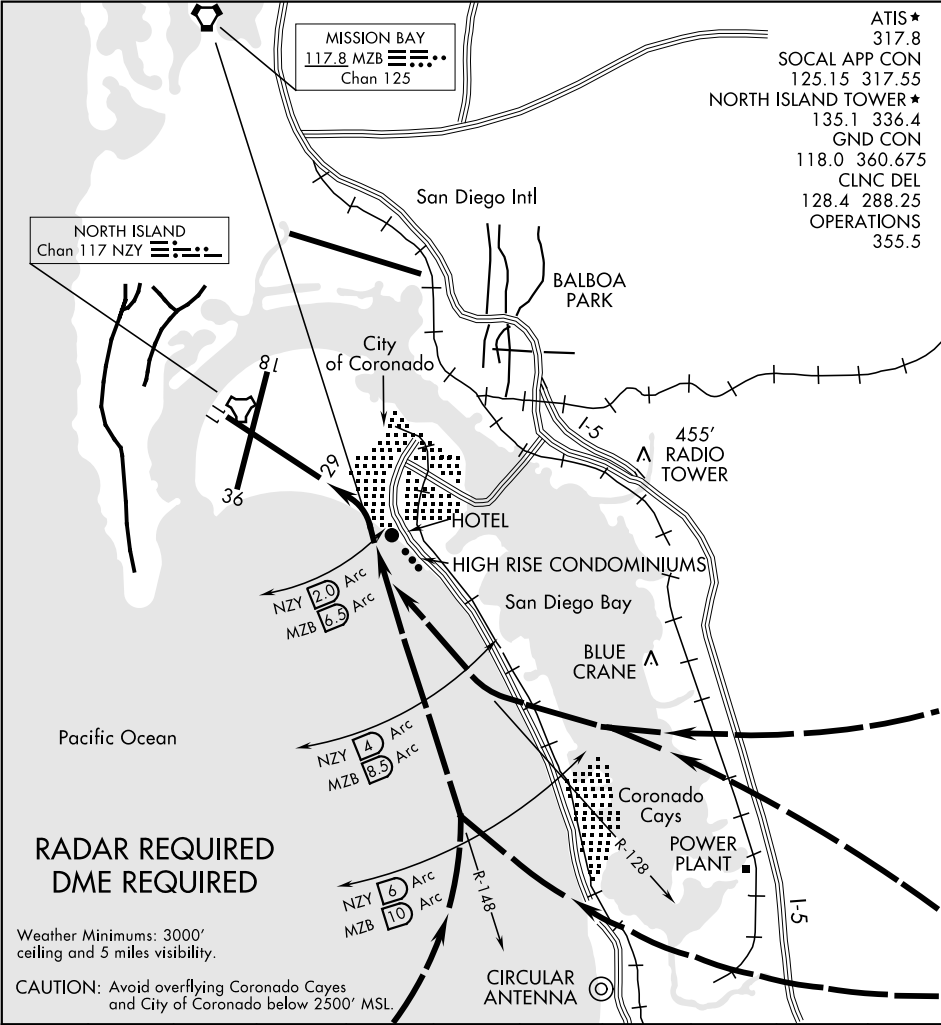 MISSION BAY
117.8 MZB
Chan 125
ATIS★
317.8
SOCAL APP CON
125.15 317.55
NORTH ISLAND TOWER★
135.1 336.4
GND CON
118.0 360.675
CLNC DEL
128.4 288.25
OPERATIONS
355.5
San Diego Intl
NORTH ISLAND
Chan 117 NZY
BALBOA
PARK
City
of Coronado
18
11
29
36
I-5
455'
RADIO
TOWER
HOTEL
HIGH RISE CONDOMINIUMS
NZY 2.0 Arc
MZB 6.5 Arc
San Diego Bay
BLUE
CRANE
Pacific Ocean
NZY 4 Arc
MZB 8.5 Arc
Coronado
Cays
POWER
PLANT
R-128
RADAR REQUIRED
DME REQUIRED
NZY 6 Arc
MZB 10 Arc
R-148
I-5
Weather Minimums: 3000'
ceiling and 5 miles visibility.
CIRCULAR
ANTENNA
CAUTION: Avoid overflying Coronado Cayes
and City of Coronado below 2500' MSL.